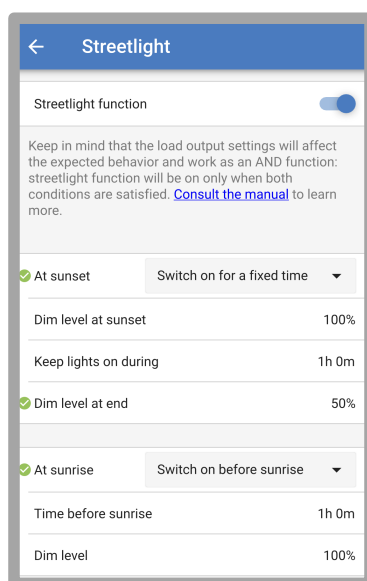 Streetlight
Streetlight function
Keep in mind that the load output settings will affect
the expected behavior and work as an AND function:
streetlight function will be on only when both
conditions are satisfied. Consult the manual to learn
more.
At sunset Switch on for a fixed time
Dim level at sunset 100%
Keep lights on during 1h 0m
Dim level at end 50%
At sunrise Switch on before sunrise
Time before sunrise 1h 0m
Dim level 100%